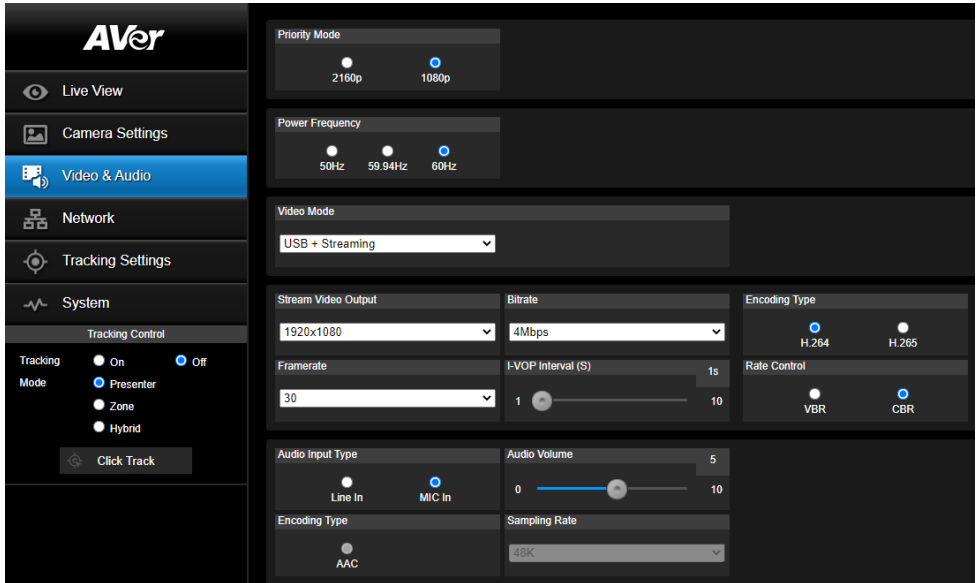 AVer
Live View
Camera Settings
Video & Audio
Network
Tracking Settings
System
Tracking Control
Tracking On Off
Mode Presenter
Zone
Hybrid
Click Track
Priority Mode
2160p 1080p
Power Frequency
50Hz 59.94Hz 60Hz
Video Mode
USB + Streaming
Stream Video Output Bitrate Encoding Type
1920x1080 4Mbps H.264 H.265
Framerate I-VOP Interval (S) 1s Rate Control
30 1 10 VBR CBR
Audio Input Type Audio Volume 5
Line In MIC In 0 10
Encoding Type Sampling Rate
AAC 48K